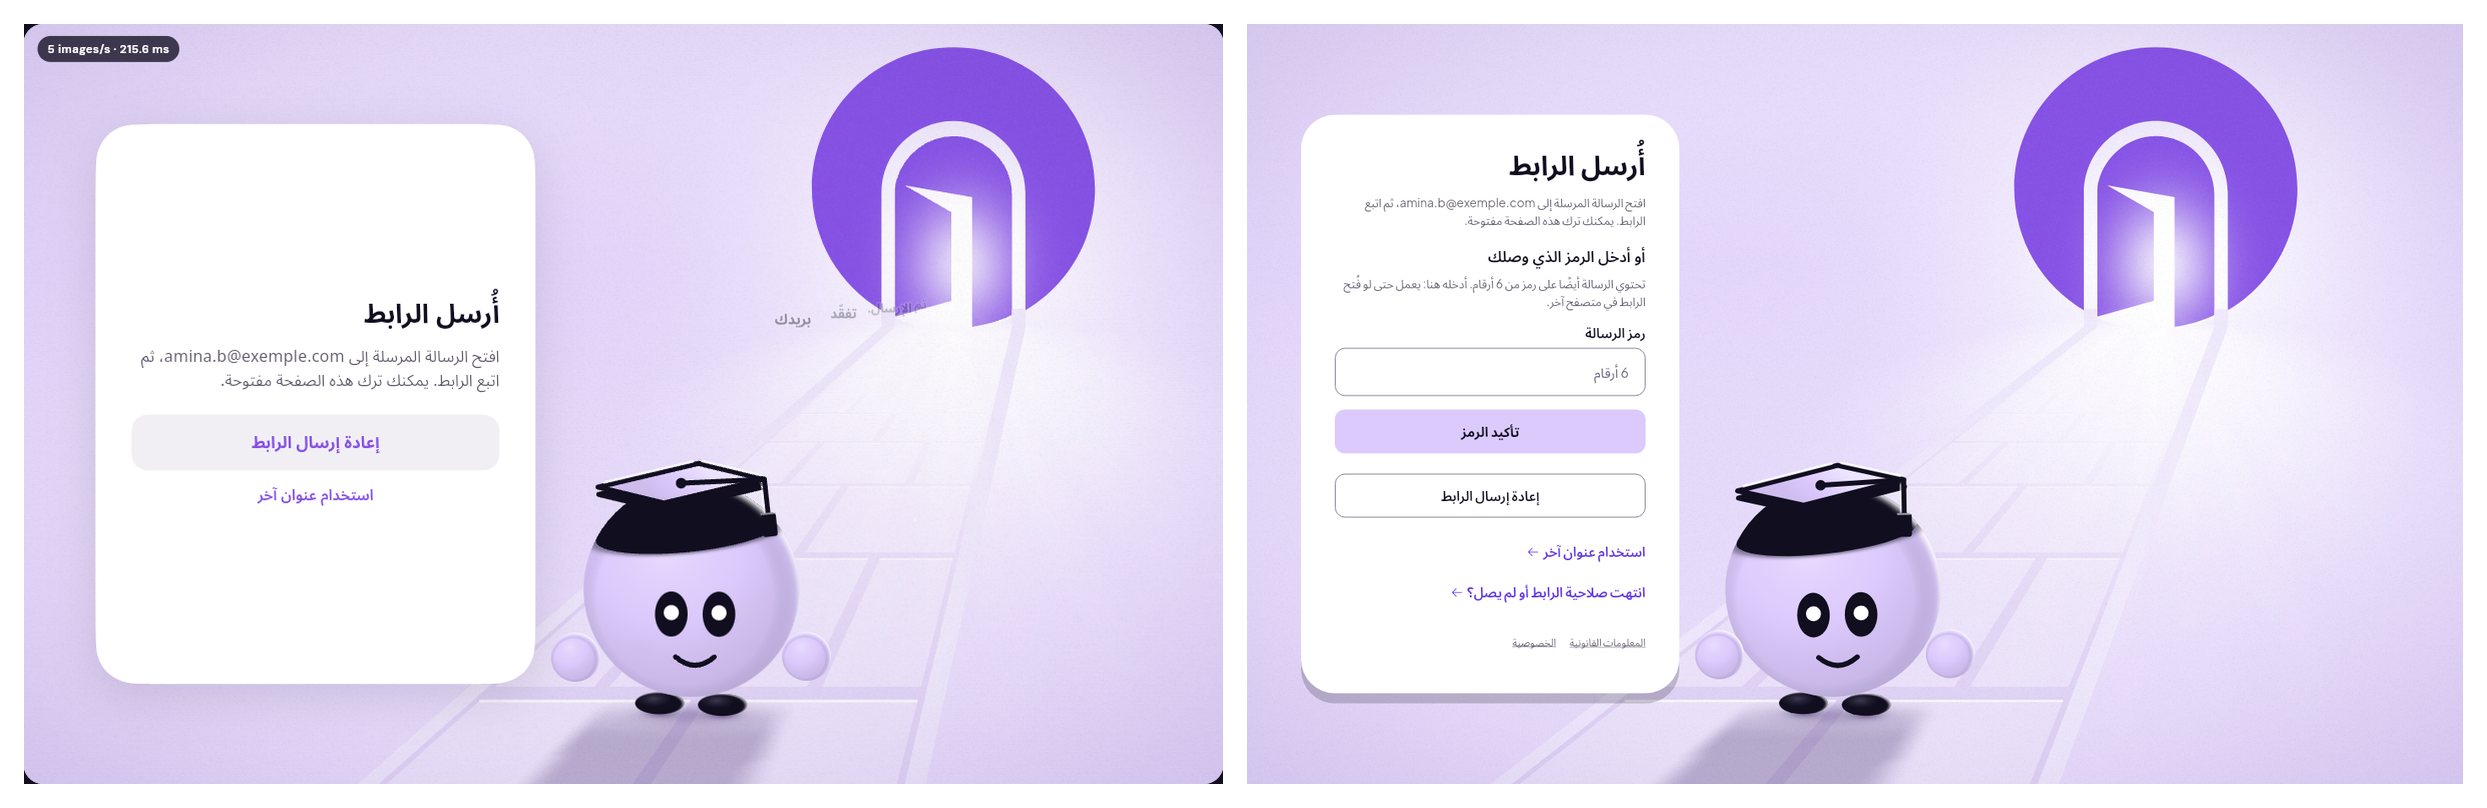 5 images/s · 215.6 ms
أُرسل الرابط
افتح الرسالة المرسلة إلى amina.b@exemple.com، ثم
اتبع الرابط. يمكنك ترك هذه الصفحة مفتوحة.
إعادة إرسال الرابط
استخدام عنوان آخر
تم الإرسال. تفقّد بريدك
أُرسل الرابط
افتح الرسالة المرسلة إلى amina.b@exemple.com، ثم اتبع
الرابط. يمكنك ترك هذه الصفحة مفتوحة.
أو أدخل الرمز الذي وصلك
تحتوي الرسالة أيضًا على رمز من 6 أرقام. أدخله هنا: يعمل حتى لو فُتح
الرابط في متصفح آخر.
رمز الرسالة
6 أرقام
تأكيد الرمز
إعادة إرسال الرابط
استخدام عنوان آخر ←
انتهت صلاحية الرابط أو لم يصل؟ ←
المعلومات القانونية الخصوصية